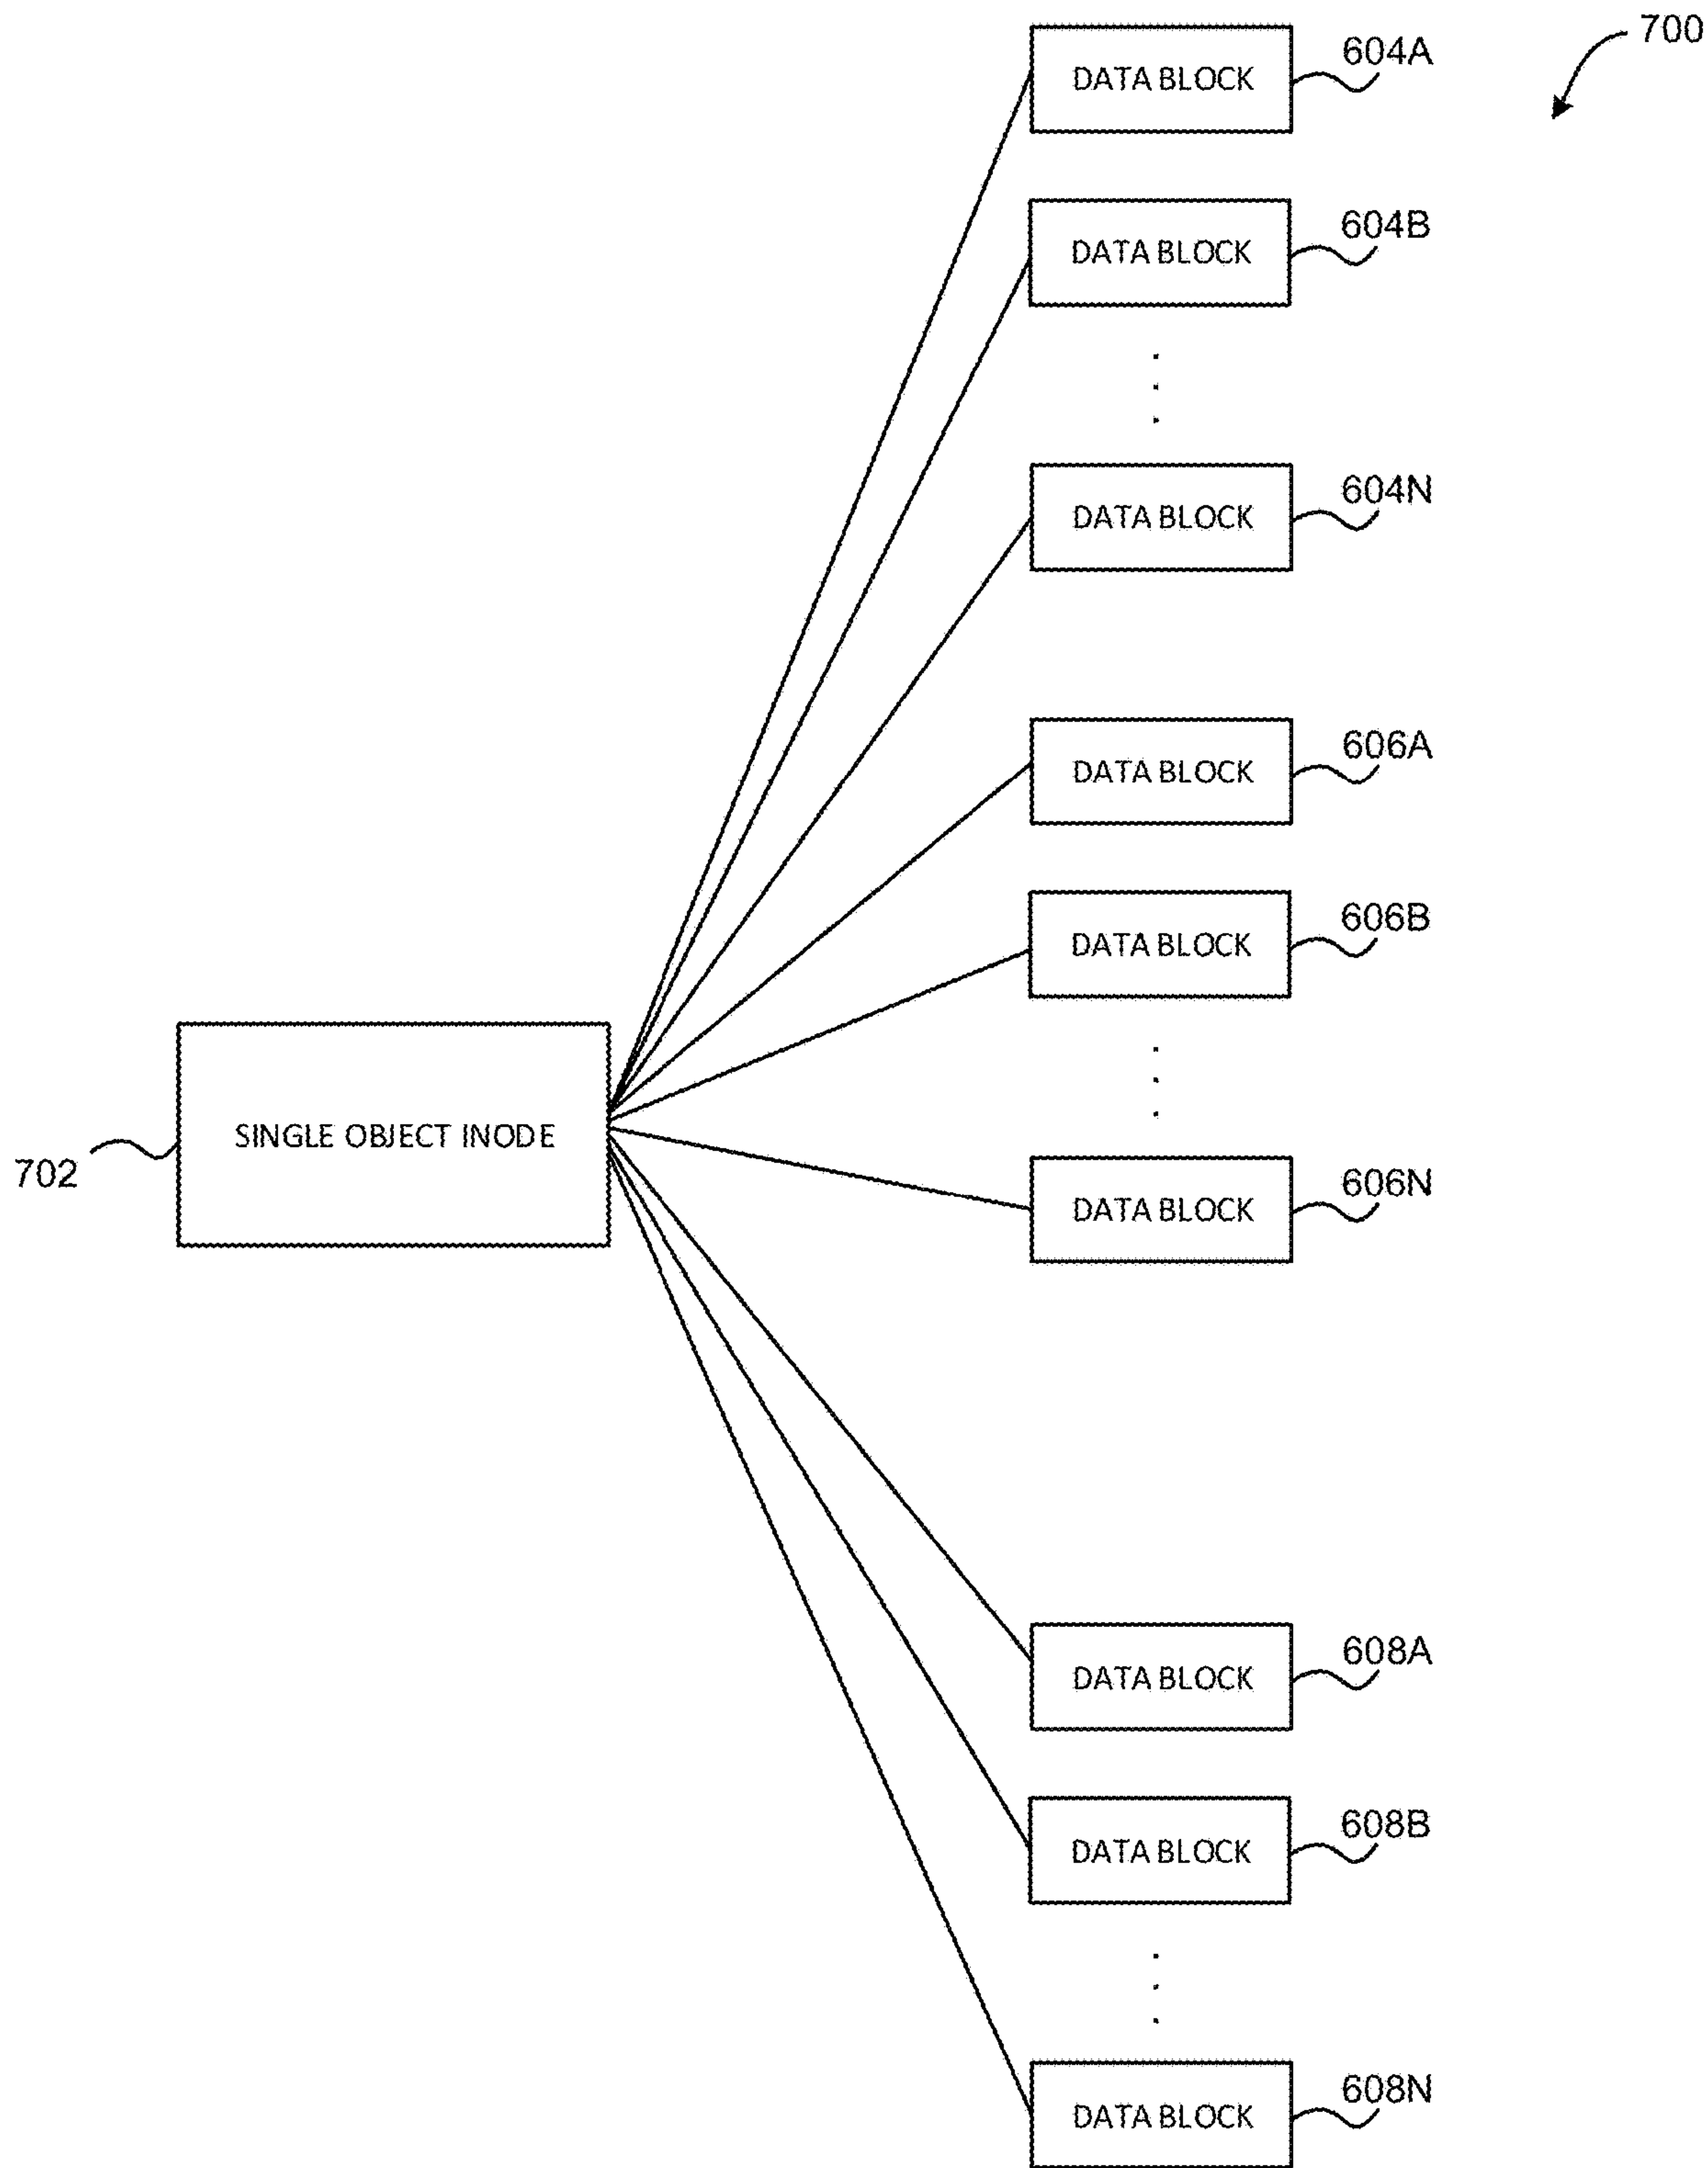 700
DATA BLOCK 604A
DATA BLOCK 604B
DATA BLOCK 604N
DATA BLOCK 606A
DATA BLOCK 606B
SINGLE OBJECT INODE
702
DATA BLOCK 606N
DATA BLOCK 608A
DATA BLOCK 608B
DATA BLOCK 608N